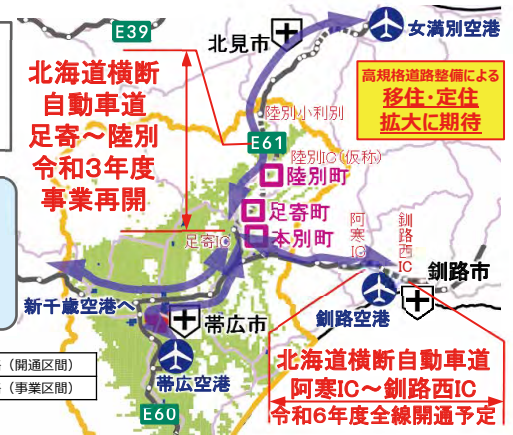 E39
北見市
女満別空港
北海道横断
自動車道
足寄～陸別
令和3年度
事業再開
高規格道路整備による
移住・定住
拡大に期待
陸別小利別
E61
陸別IC(仮称)
陸別町
足寄町
足寄IC
本別町
阿寒IC
釧路西IC
釧路市
新千歳空港へ
帯広市
釧路空港
帯広空港
（開通区間）
（事業区間）
北海道横断自動車道
阿寒IC～釧路西IC
令和6年度全線開通予定
E60